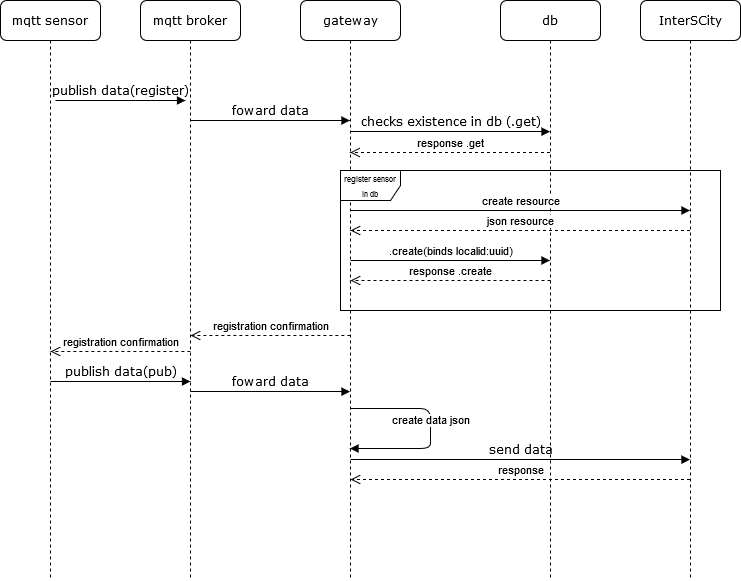 mqtt sensor
mqtt broker
gateway
db
InterSCity
publish data(register)
foward data
checks existence in db (.get)
response .get
register sensor
in db
create resource
json resource
.create(binds localid:uuid)
response .create
registration confirmation
registration confirmation
publish data(pub)
foward data
create data json
send data
response